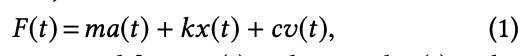 F(t) = ma(t) + kx(t) + cv(t), (1)